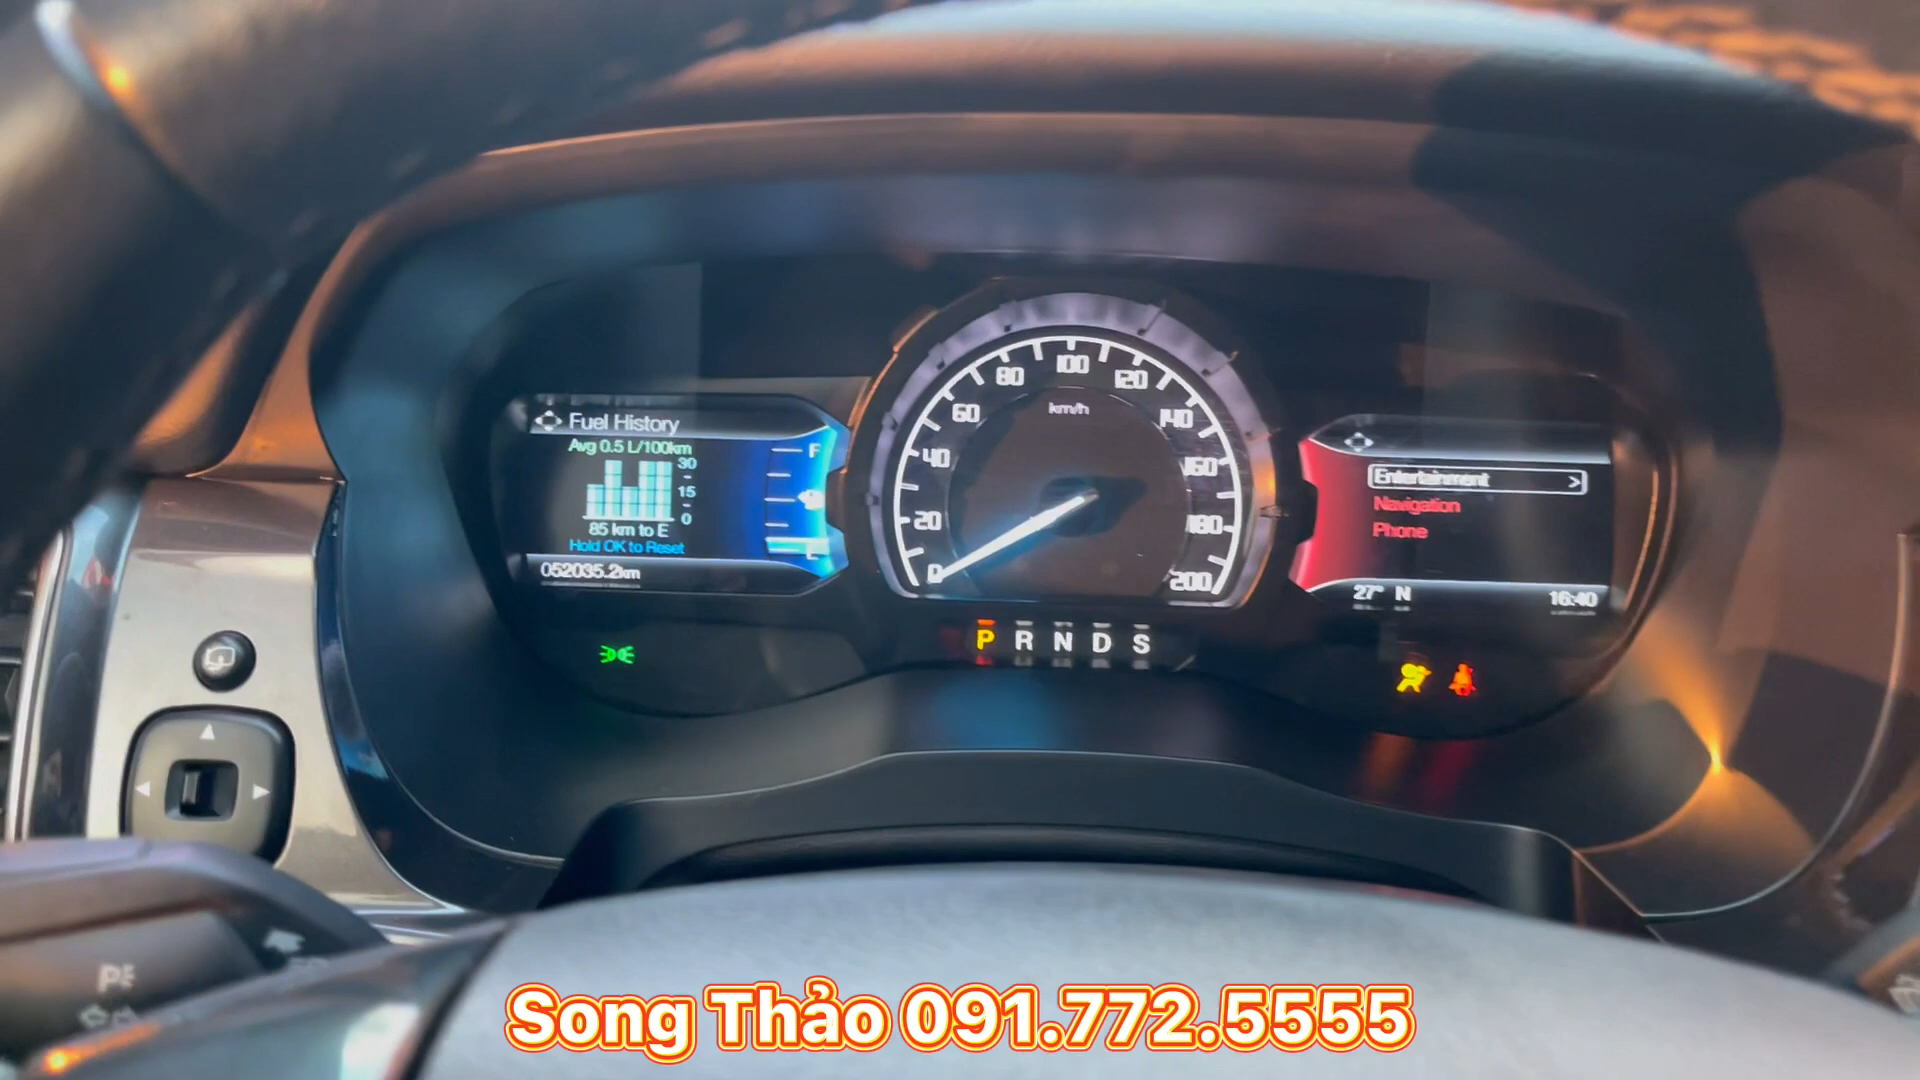 Fuel History
Avg 0.5 L/100km
30
15
0
85 km to E
Hold OK to Reset
052035.2km
F
E
0
20
40
60
80
100
120
140
160
180
200
km/h
P R N D S
Entertainment >
Navigation
Phone
27° N
16:40
Song Thảo 091.772.5555